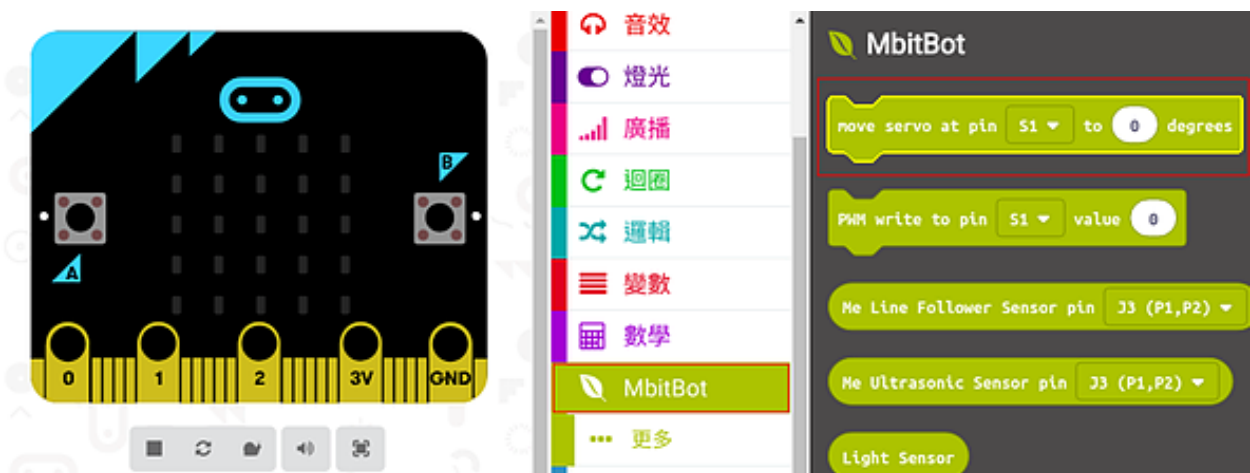 B
A
0 1 2 3V GND
音效
燈光
廣播
迴圈
邏輯
變數
數學
MbitBot
更多
MbitBot
move servo at pin S1 to 0 degrees
PWM write to pin S1 value 0
Me Line Follower Sensor pin J3 (P1,P2)
Me Ultrasonic Sensor pin J3 (P1,P2)
Light Sensor